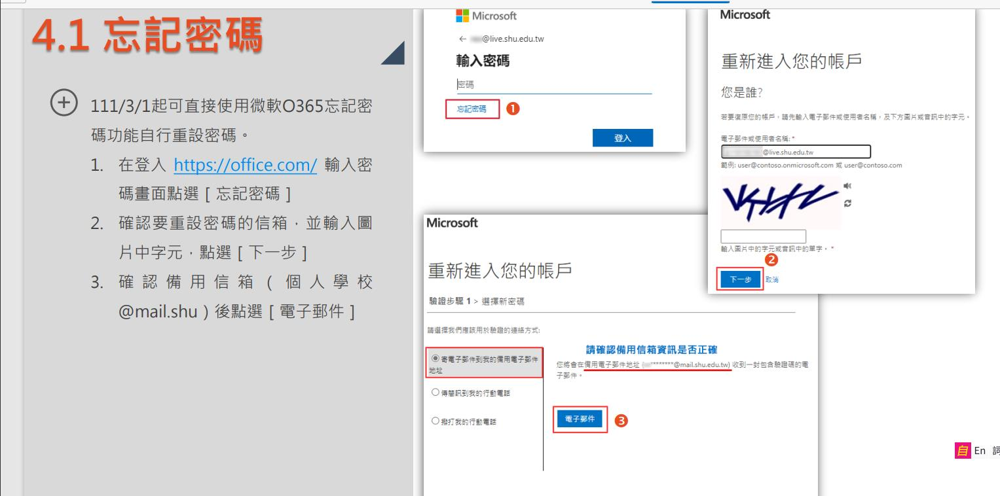 4.1 忘記密碼
111/3/1起可直接使用微軟O365忘記密
碼功能自行重設密碼。
1. 在登入 https://office.com/ 輸入密
碼畫面點選 [ 忘記密碼 ]
2. 確認要重設密碼的信箱，並輸入圖
片中字元，點選 [ 下一步 ]
3. 確認備用信箱 ( 個人學校
@mail.shu ) 後點選 [ 電子郵件 ]
Microsoft
@live.shu.edu.tw
輸入密碼
密碼
忘記密碼
1
登入
Microsoft
重新進入您的帳戶
您是誰?
若要復原您的帳戶，請先輸入電子郵件或使用者名稱，及下方圖片或音訊中的字元。
電子郵件或使用者名稱: *
@live.shu.edu.tw
範例: user@contoso.onmicrosoft.com 或 user@contoso.com
輸入圖片中的字元或音訊中的單字。 *
2
下一步 取消
Microsoft
重新進入您的帳戶
驗證步驟 1 > 選擇新密碼
請選擇我們應該用於驗證的連絡方式:
寄電子郵件到我的備用電子郵件
地址
傳簡訊到我的行動電話
撥打我的行動電話
請確認備用信箱資訊是否正確
您將會在備用電子郵件地址 (********@mail.shu.edu.tw) 收到一封包含驗證碼的電
子郵件。
電子郵件
3
自 En 詞